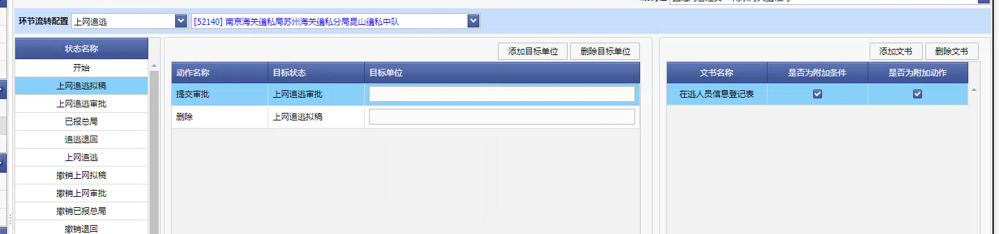 环节流转配置 上网追逃 [52140] 南京海关缉私局苏州海关缉私分局昆山缉私中队
状态名称
开始
上网追逃拟稿
上网追逃审批
已报总局
追逃退回
上网追逃
撤销上网拟稿
撤销上网审批
撤销已报总局
撤销退回
添加目标单位 删除目标单位
动作名称 目标状态 目标单位
提交审批 上网追逃审批
删除 上网追逃拟稿
添加文书 删除文书
文书名称 是否为附加条件 是否为附加动作
在逃人员信息登记表